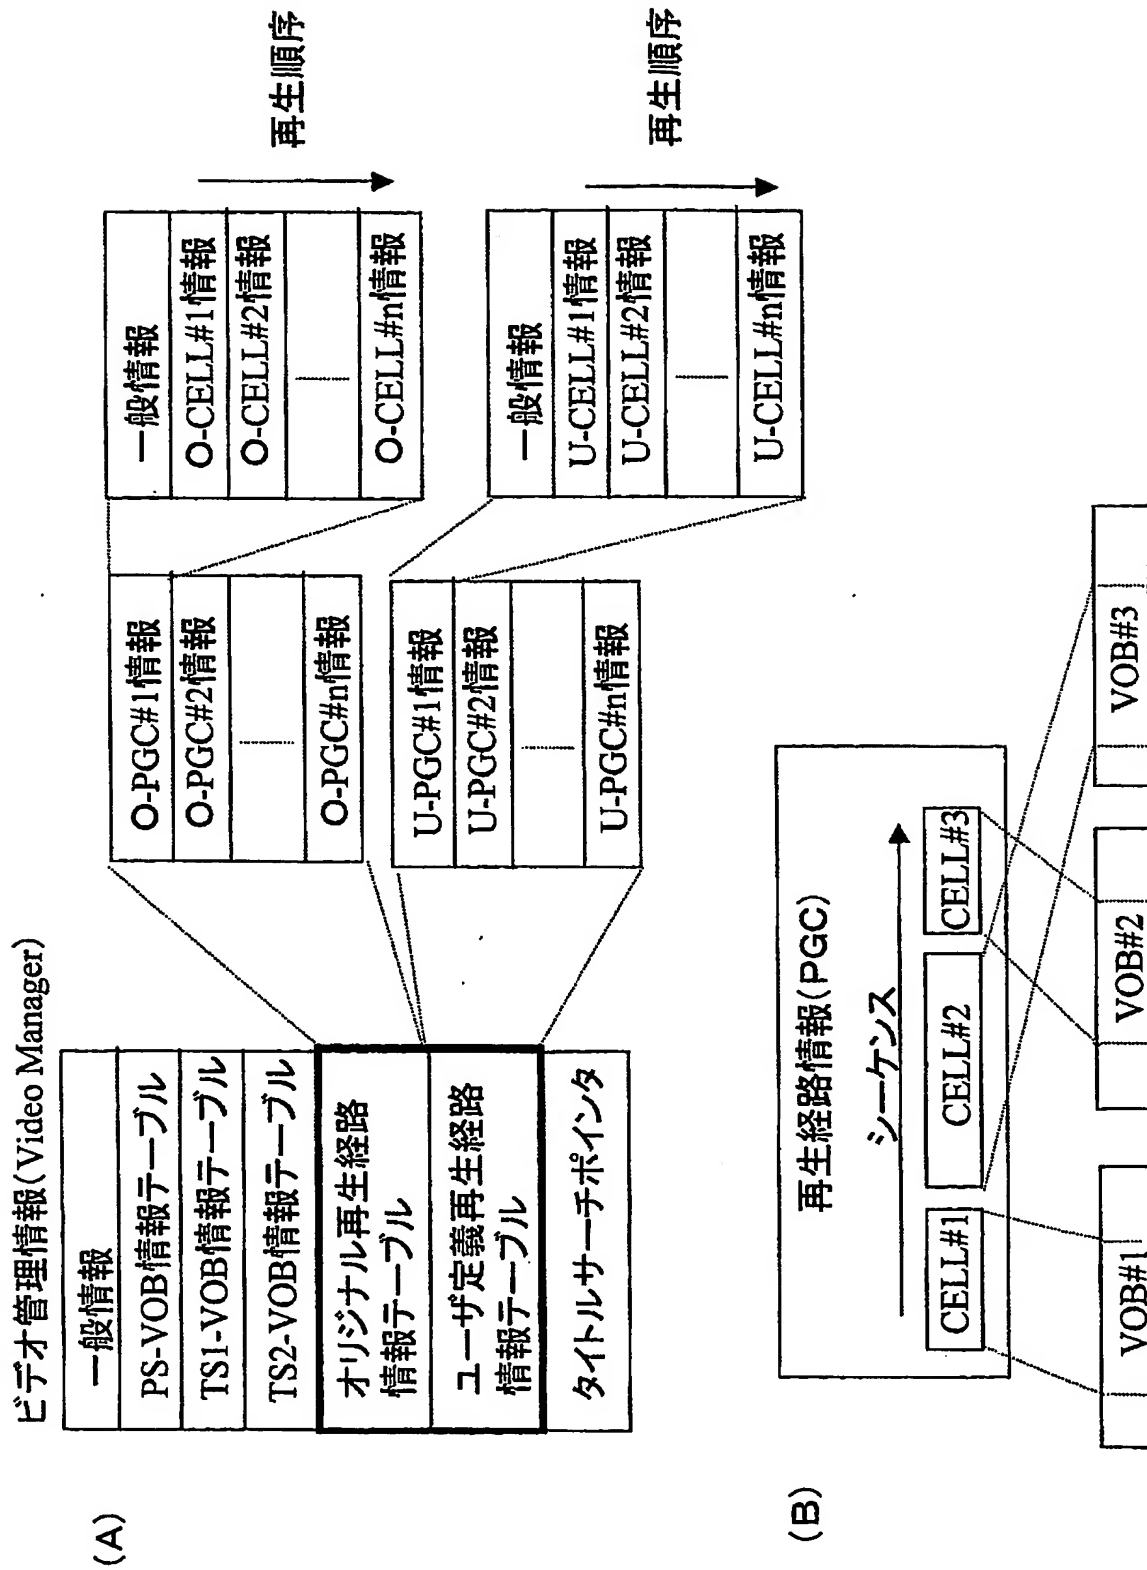 (A)
ビデオ管理情報(Video Manager)
一般情報
PS-VOB情報テーブル
TS1-VOB情報テーブル
TS2-VOB情報テーブル
オリジナル再生経路
情報テーブル
ユーザ定義再生経路
情報テーブル
タイトルサーチポインタ
O-PGC#1情報
O-PGC#2情報
O-PGC#n情報
U-PGC#1情報
U-PGC#2情報
U-PGC#n情報
一般情報
O-CELL#1情報
O-CELL#2情報
O-CELL#n情報
再生順序
一般情報
U-CELL#1情報
U-CELL#2情報
U-CELL#n情報
再生順序
(B)
再生経路情報(PGC)
シーケンス
CELL#1
CELL#2
CELL#3
VOB#1
VOB#2
VOB#3